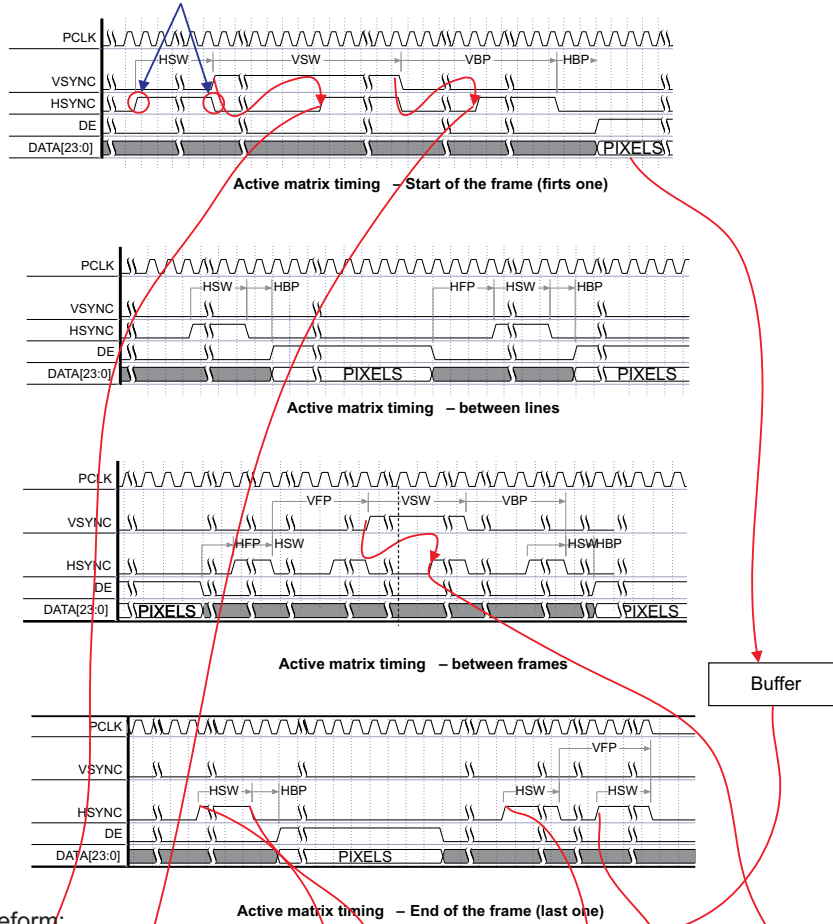 PCLK
HSW VSW VBP HBP
VSYNC
HSYNC
DE
DATA[23:0] PIXELS
Active matrix timing – Start of the frame (firts one)
PCLK
HSW HBP HFP HSW HBP
VSYNC
HSYNC
DE
DATA[23:0] PIXELS PIXELS
Active matrix timing – between lines
PCLK
VFP VSW VBP
VSYNC
HFP HSW HSW HBP
HSYNC
DE
DATA[23:0] PIXELS PIXELS
Active matrix timing – between frames
Buffer
PCLK
VFP
VSYNC
HSW HBP HSW HSW
HSYNC
DE
DATA[23:0] PIXELS
Active matrix timing – End of the frame (last one)
eform: